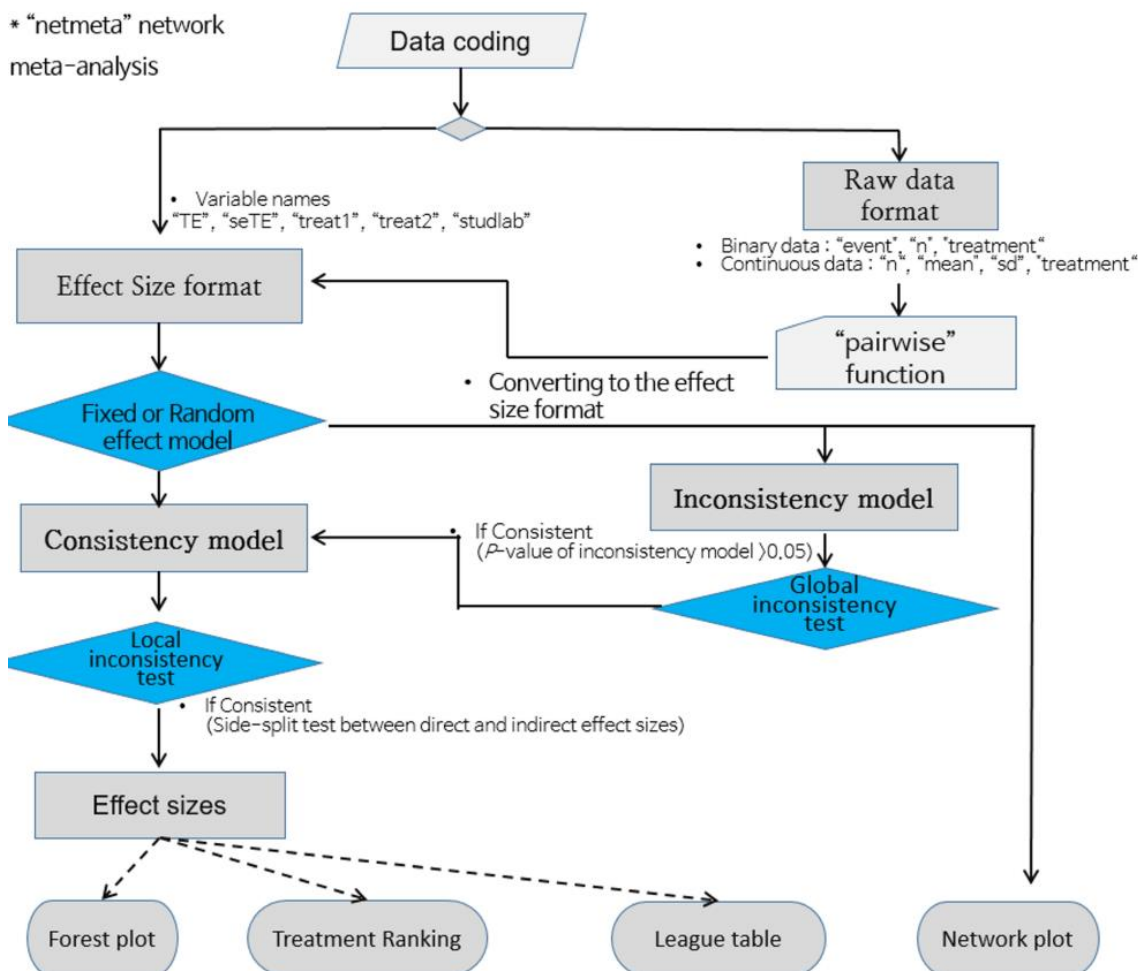 * “netmeta” network
meta-analysis
Data coding
• Variable names
“TE”, “seTE”, “treat1”, “treat2”, “studlab”
Raw data
format
• Binary data : “event”, “n”, “treatment“
• Continuous data : “n“, “mean”, “sd”, “treatment“
Effect Size format
“pairwise”
function
• Converting to the effect
size format
Fixed or Random
effect model
Inconsistency model
Consistency model
• If Consistent
(P-value of inconsistency model >0.05)
Global
inconsistency
test
Local
inconsistency
test
• If Consistent
(Side-split test between direct and indirect effect sizes)
Effect sizes
Forest plot
Treatment Ranking
League table
Network plot